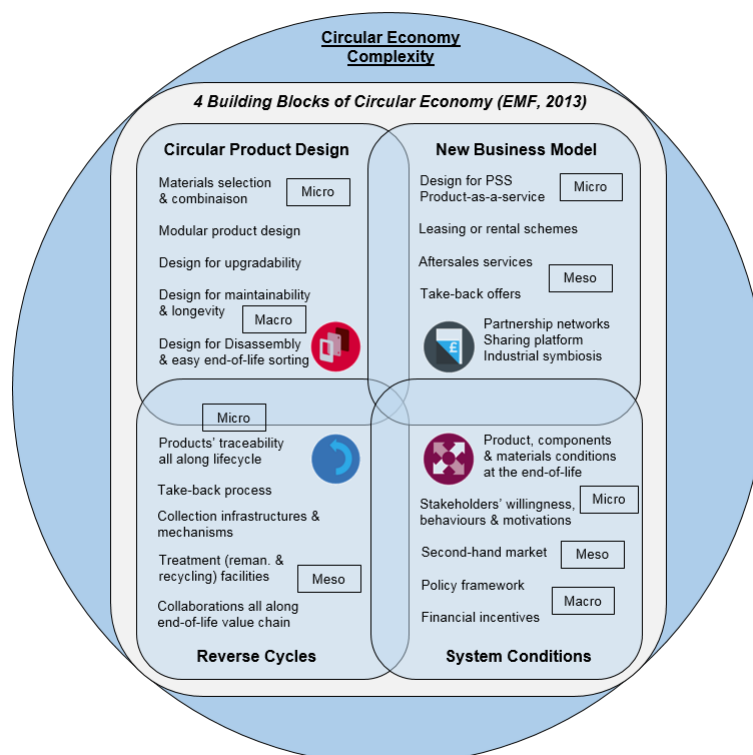 Circular Economy
Complexity
4 Building Blocks of Circular Economy (EMF, 2013)
Circular Product Design
Materials selection
& combinaison
Micro
Modular product design
Design for upgradability
Design for maintainability
& longevity
Macro
Design for Disassembly
& easy end-of-life sorting
New Business Model
Design for PSS
Product-as-a-service
Micro
Leasing or rental schemes
Aftersales services
Meso
Take-back offers
Partnership networks
Sharing platform
Industrial symbiosis
£
Micro
Products' traceability
all along lifecycle
Take-back process
Collection infrastructures &
mechanisms
Treatment (reman. &
recycling) facilities
Meso
Collaborations all along
end-of-life value chain
Reverse Cycles
Product, components
& materials conditions
at the end-of-life
Stakeholders' willingness,
behaviours & motivations
Micro
Second-hand market
Meso
Policy framework
Macro
Financial incentives
System Conditions